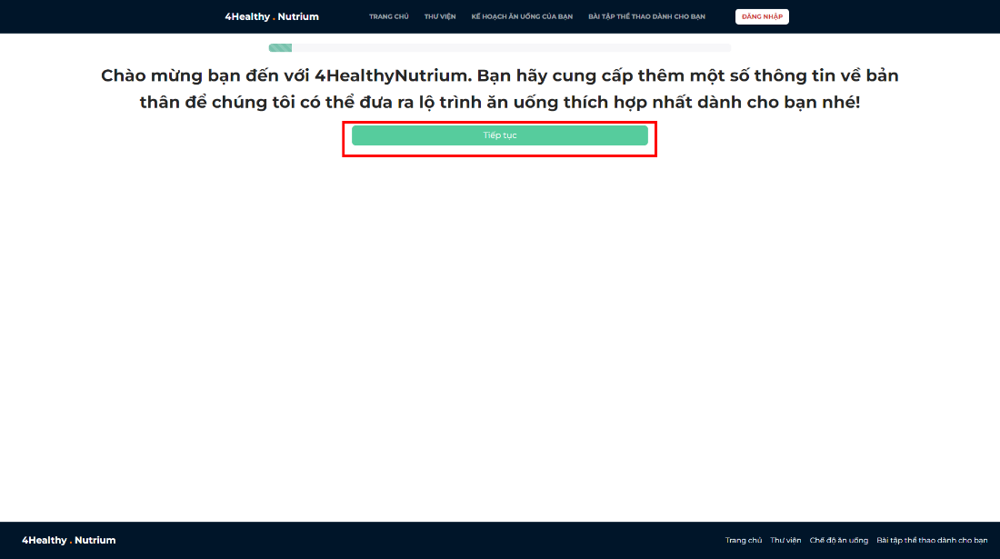 4Healthy . Nutrium
TRANG CHỦ
THƯ VIỆN
KẾ HOẠCH ĂN UỐNG CỦA BẠN
BÀI TẬP THỂ THAO DÀNH CHO BẠN
ĐĂNG NHẬP
Chào mừng bạn đến với 4HealthyNutrium. Bạn hãy cung cấp thêm một số thông tin về bản
thân để chúng tôi có thể đưa ra lộ trình ăn uống thích hợp nhất dành cho bạn nhé!
Tiếp tục
4Healthy . Nutrium
Trang chủ
Thư viện
Chế độ ăn uống
Bài tập thể thao dành cho bạn